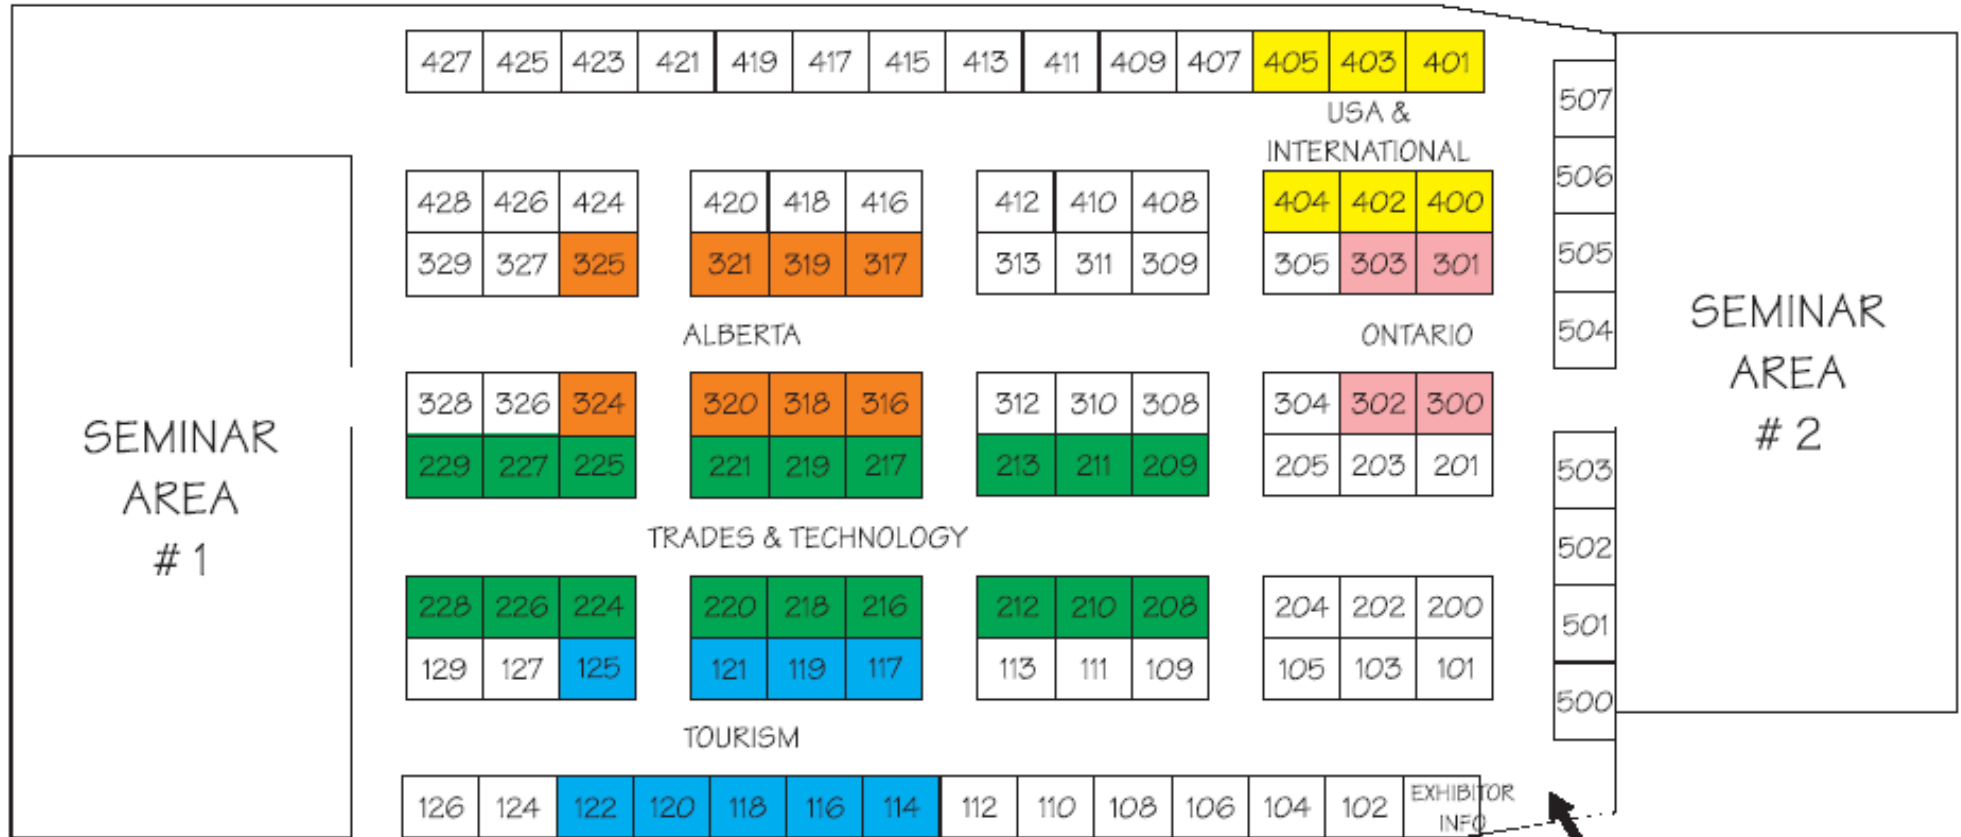 427 425 423 421 419 417 415 413 411 409 407 405 403 401
USA &
INTERNATIONAL
428 426 424 420 418 416 412 410 408 404 402 400
329 327 325 321 319 317 313 311 309 305 303 301
ALBERTA ONTARIO
328 326 324 320 318 316 312 310 308 304 302 300
229 227 225 221 219 217 213 211 209 205 203 201
TRADES & TECHNOLOGY
228 226 224 220 218 216 212 210 208 204 202 200
129 127 125 121 119 117 113 111 109 105 103 101
TOURISM
126 124 122 120 118 116 114 112 110 108 106 104 102 EXHIBITOR
INFO
507
506
505
504
503
502
501
500
SEMINAR
AREA
# 1
SEMINAR
AREA
# 2